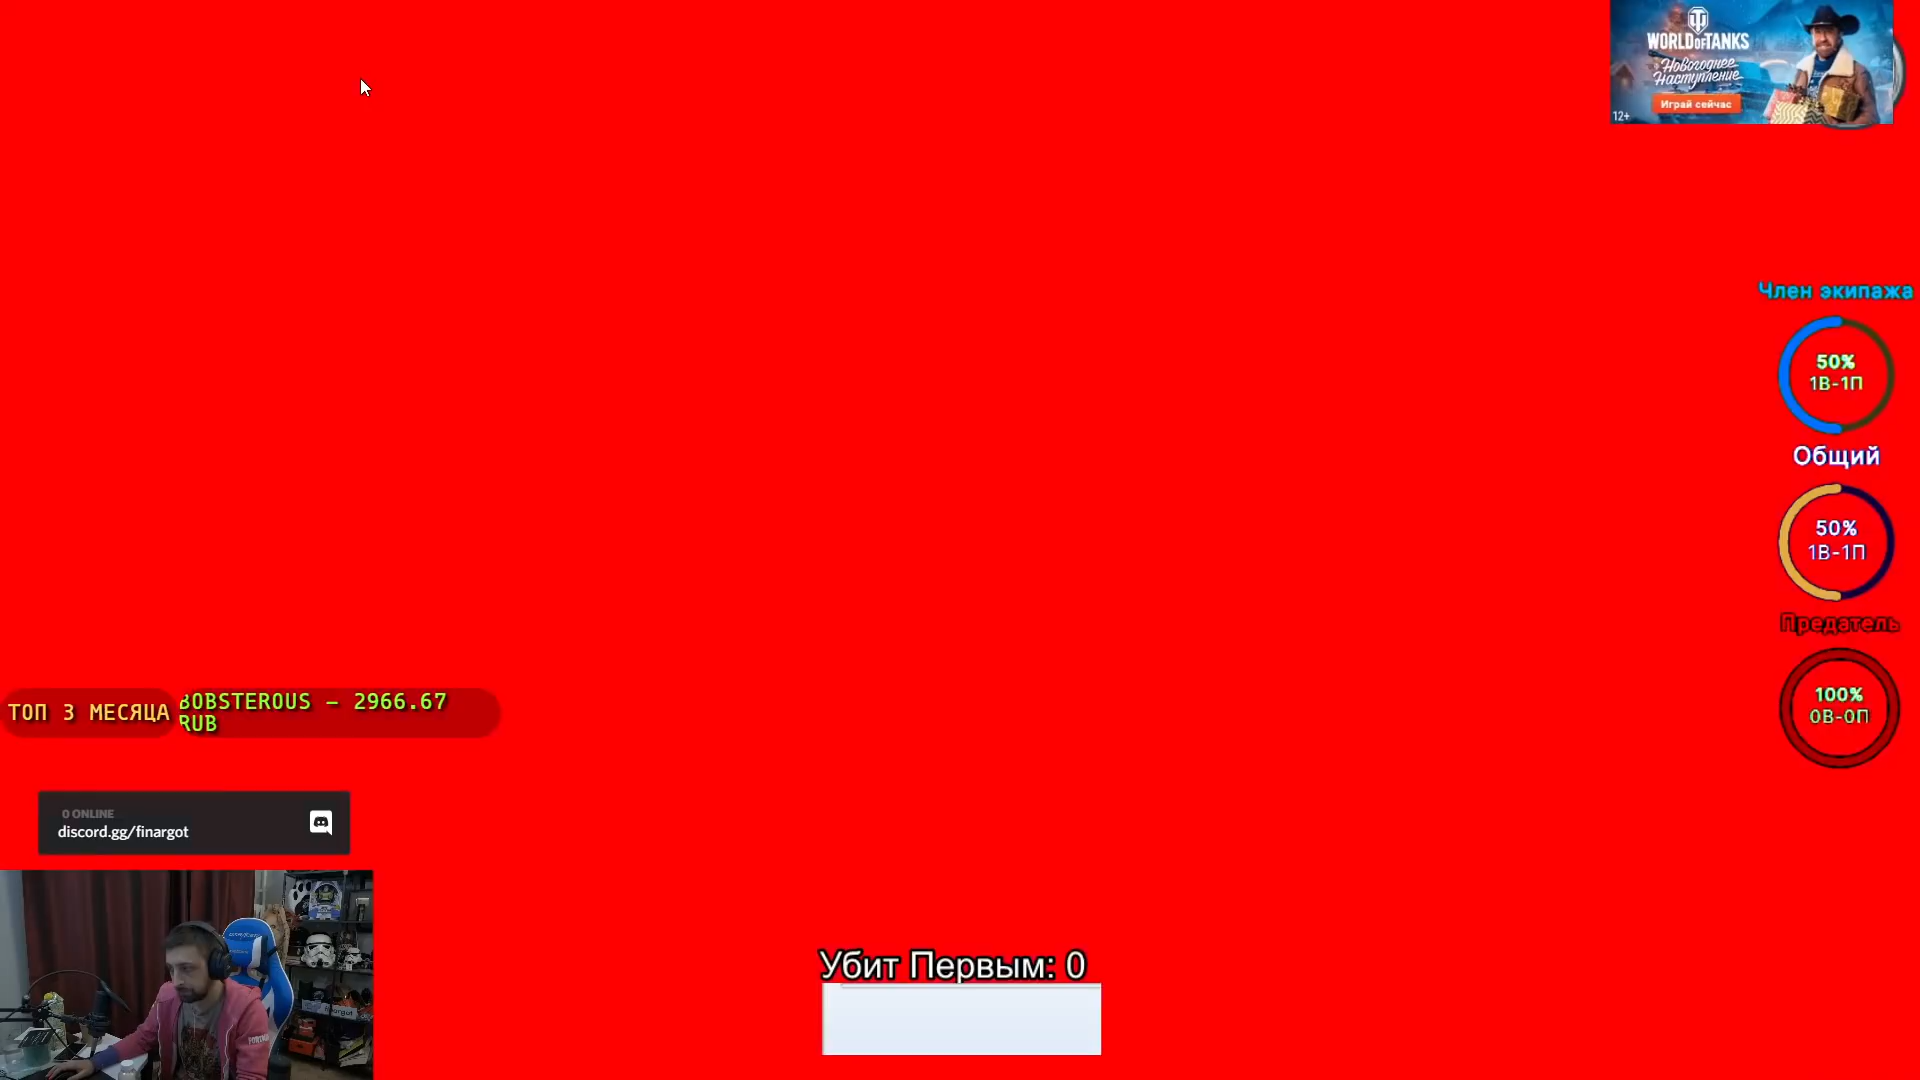 WORLD OF TANKS
Новогоднее
Наступление
Играй сейчас
12+
Член экипажа
50%
1В-1П
Общий
50%
1В-1П
Предатель
100%
0В-0П
ТОП 3 МЕСЯЦА
BOBSTEROUS – 2966.67
RUB
0 ONLINE
discord.gg/finargot
finargot
Убит Первым: 0